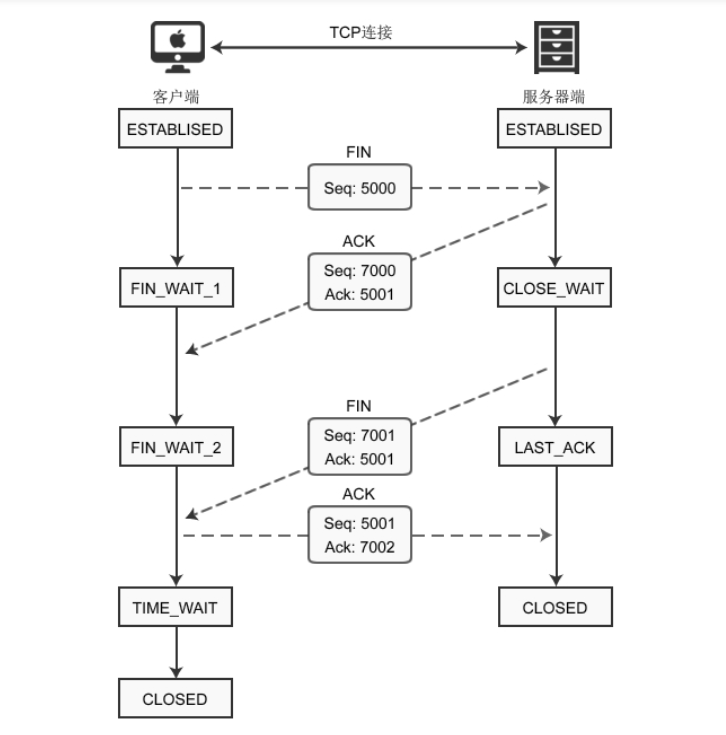 TCP连接
客户端
服务器端
ESTABLISED
ESTABLISED
FIN
Seq: 5000
ACK
Seq: 7000
Ack: 5001
FIN_WAIT_1
CLOSE_WAIT
FIN
Seq: 7001
Ack: 5001
FIN_WAIT_2
LAST_ACK
ACK
Seq: 5001
Ack: 7002
TIME_WAIT
CLOSED
CLOSED